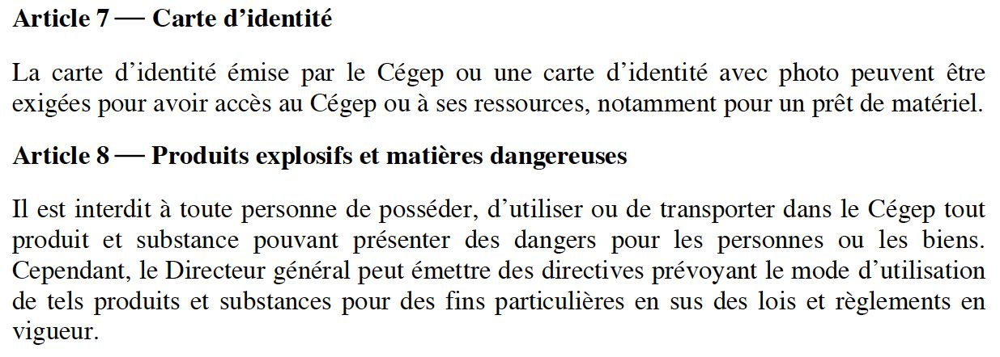 Article 7 — Carte d’identité
La carte d’identité émise par le Cégep ou une carte d’identité avec photo peuvent être
exigées pour avoir accès au Cégep ou à ses ressources, notamment pour un prêt de matériel.
Article 8 — Produits explosifs et matières dangereuses
Il est interdit à toute personne de posséder, d’utiliser ou de transporter dans le Cégep tout
produit et substance pouvant présenter des dangers pour les personnes ou les biens.
Cependant, le Directeur général peut émettre des directives prévoyant le mode d’utilisation
de tels produits et substances pour des fins particulières en sus des lois et règlements en
vigueur.